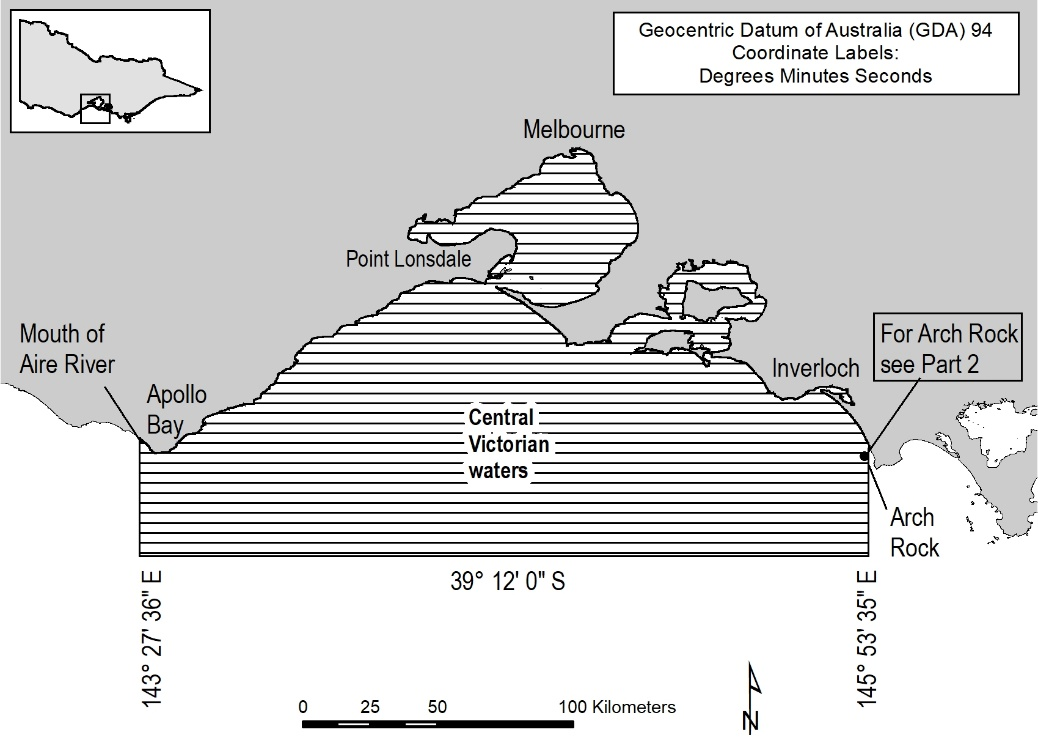 Geocentric Datum of Australia (GDA) 94
Coordinate Labels:
Degrees Minutes Seconds
Melbourne
Point Lonsdale
Mouth of
Aire River
Apollo
Bay
Inverloch
For Arch Rock
see Part 2
Central
Victorian
waters
Arch
Rock
143° 27' 36" E
39° 12' 0" S
145° 53' 35" E
0 25 50 100 Kilometers
N